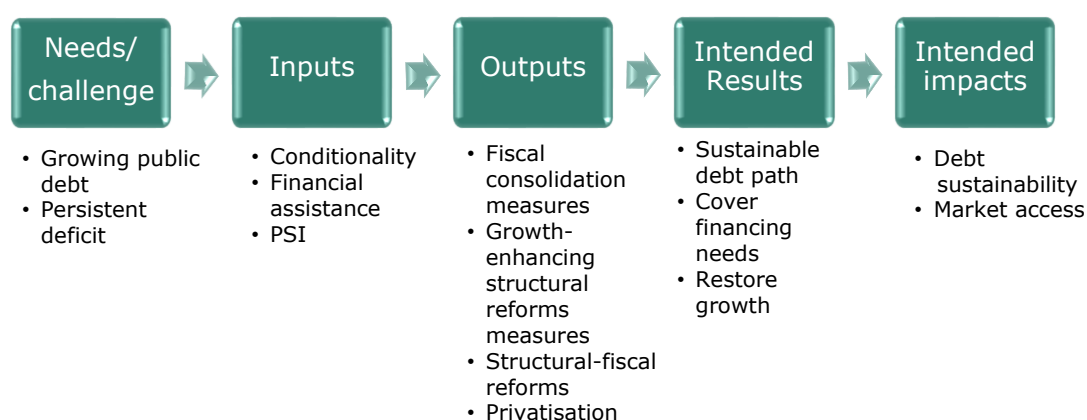 Needs/
challenge
Inputs
Outputs
Intended
Results
Intended
impacts
• Growing public
debt
• Persistent
deficit
• Conditionality
• Financial
assistance
• PSI
• Fiscal
consolidation
measures
• Growth-
enhancing
structural
reforms
measures
• Structural-fiscal
reforms
• Privatisation
• Sustainable
debt path
• Cover
financing
needs
• Restore
growth
• Debt
sustainability
• Market access